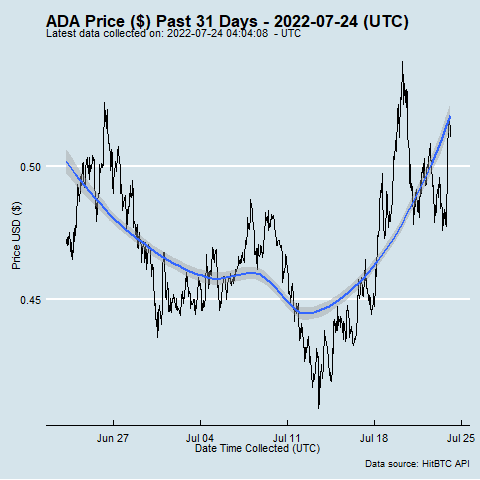 ADA Price ($) Past 31 Days - 2022-07-24 (UTC)
Latest data collected on: 2022-07-24 04:04:08 - UTC
Price USD ($)
0.50
0.45
Jun 27 Jul 04 Jul 11 Jul 18 Jul 25
Date Time Collected (UTC)
Data source: HitBTC API